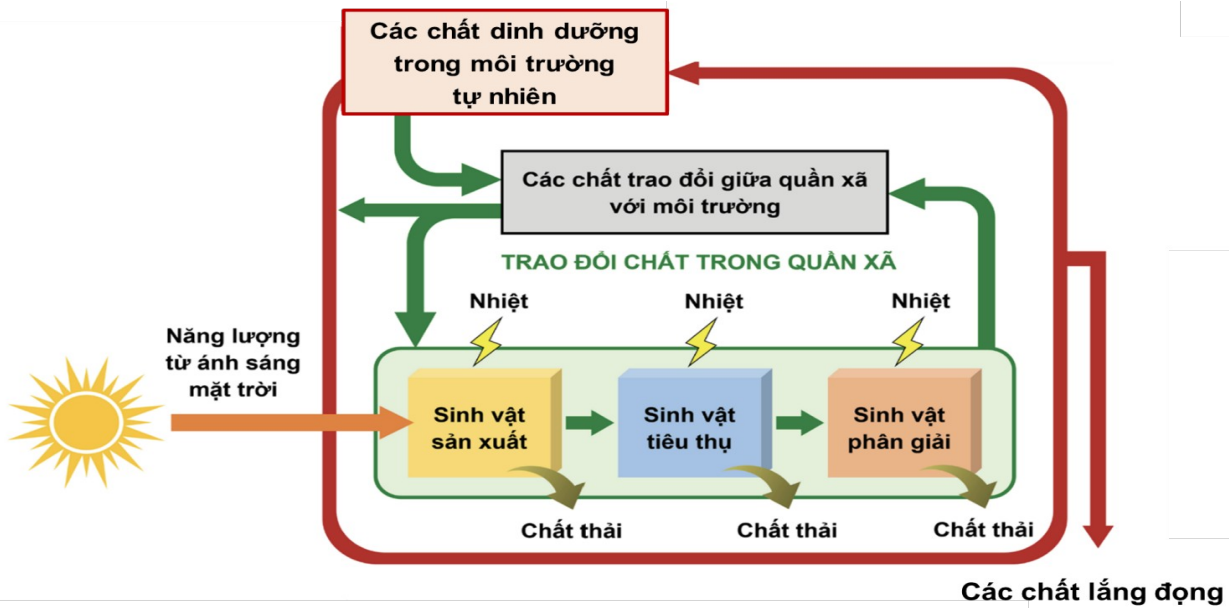 Các chất dinh dưỡng
trong môi trường
tự nhiên
Các chất trao đổi giữa quần xã
với môi trường
TRAO ĐỔI CHẤT TRONG QUẦN XÃ
Nhiệt
Nhiệt
Nhiệt
Năng lượng
từ ánh sáng
mặt trời
Sinh vật
sản xuất
Sinh vật
tiêu thụ
Sinh vật
phân giải
Chất thải
Chất thải
Chất thải
Các chất lắng đọng